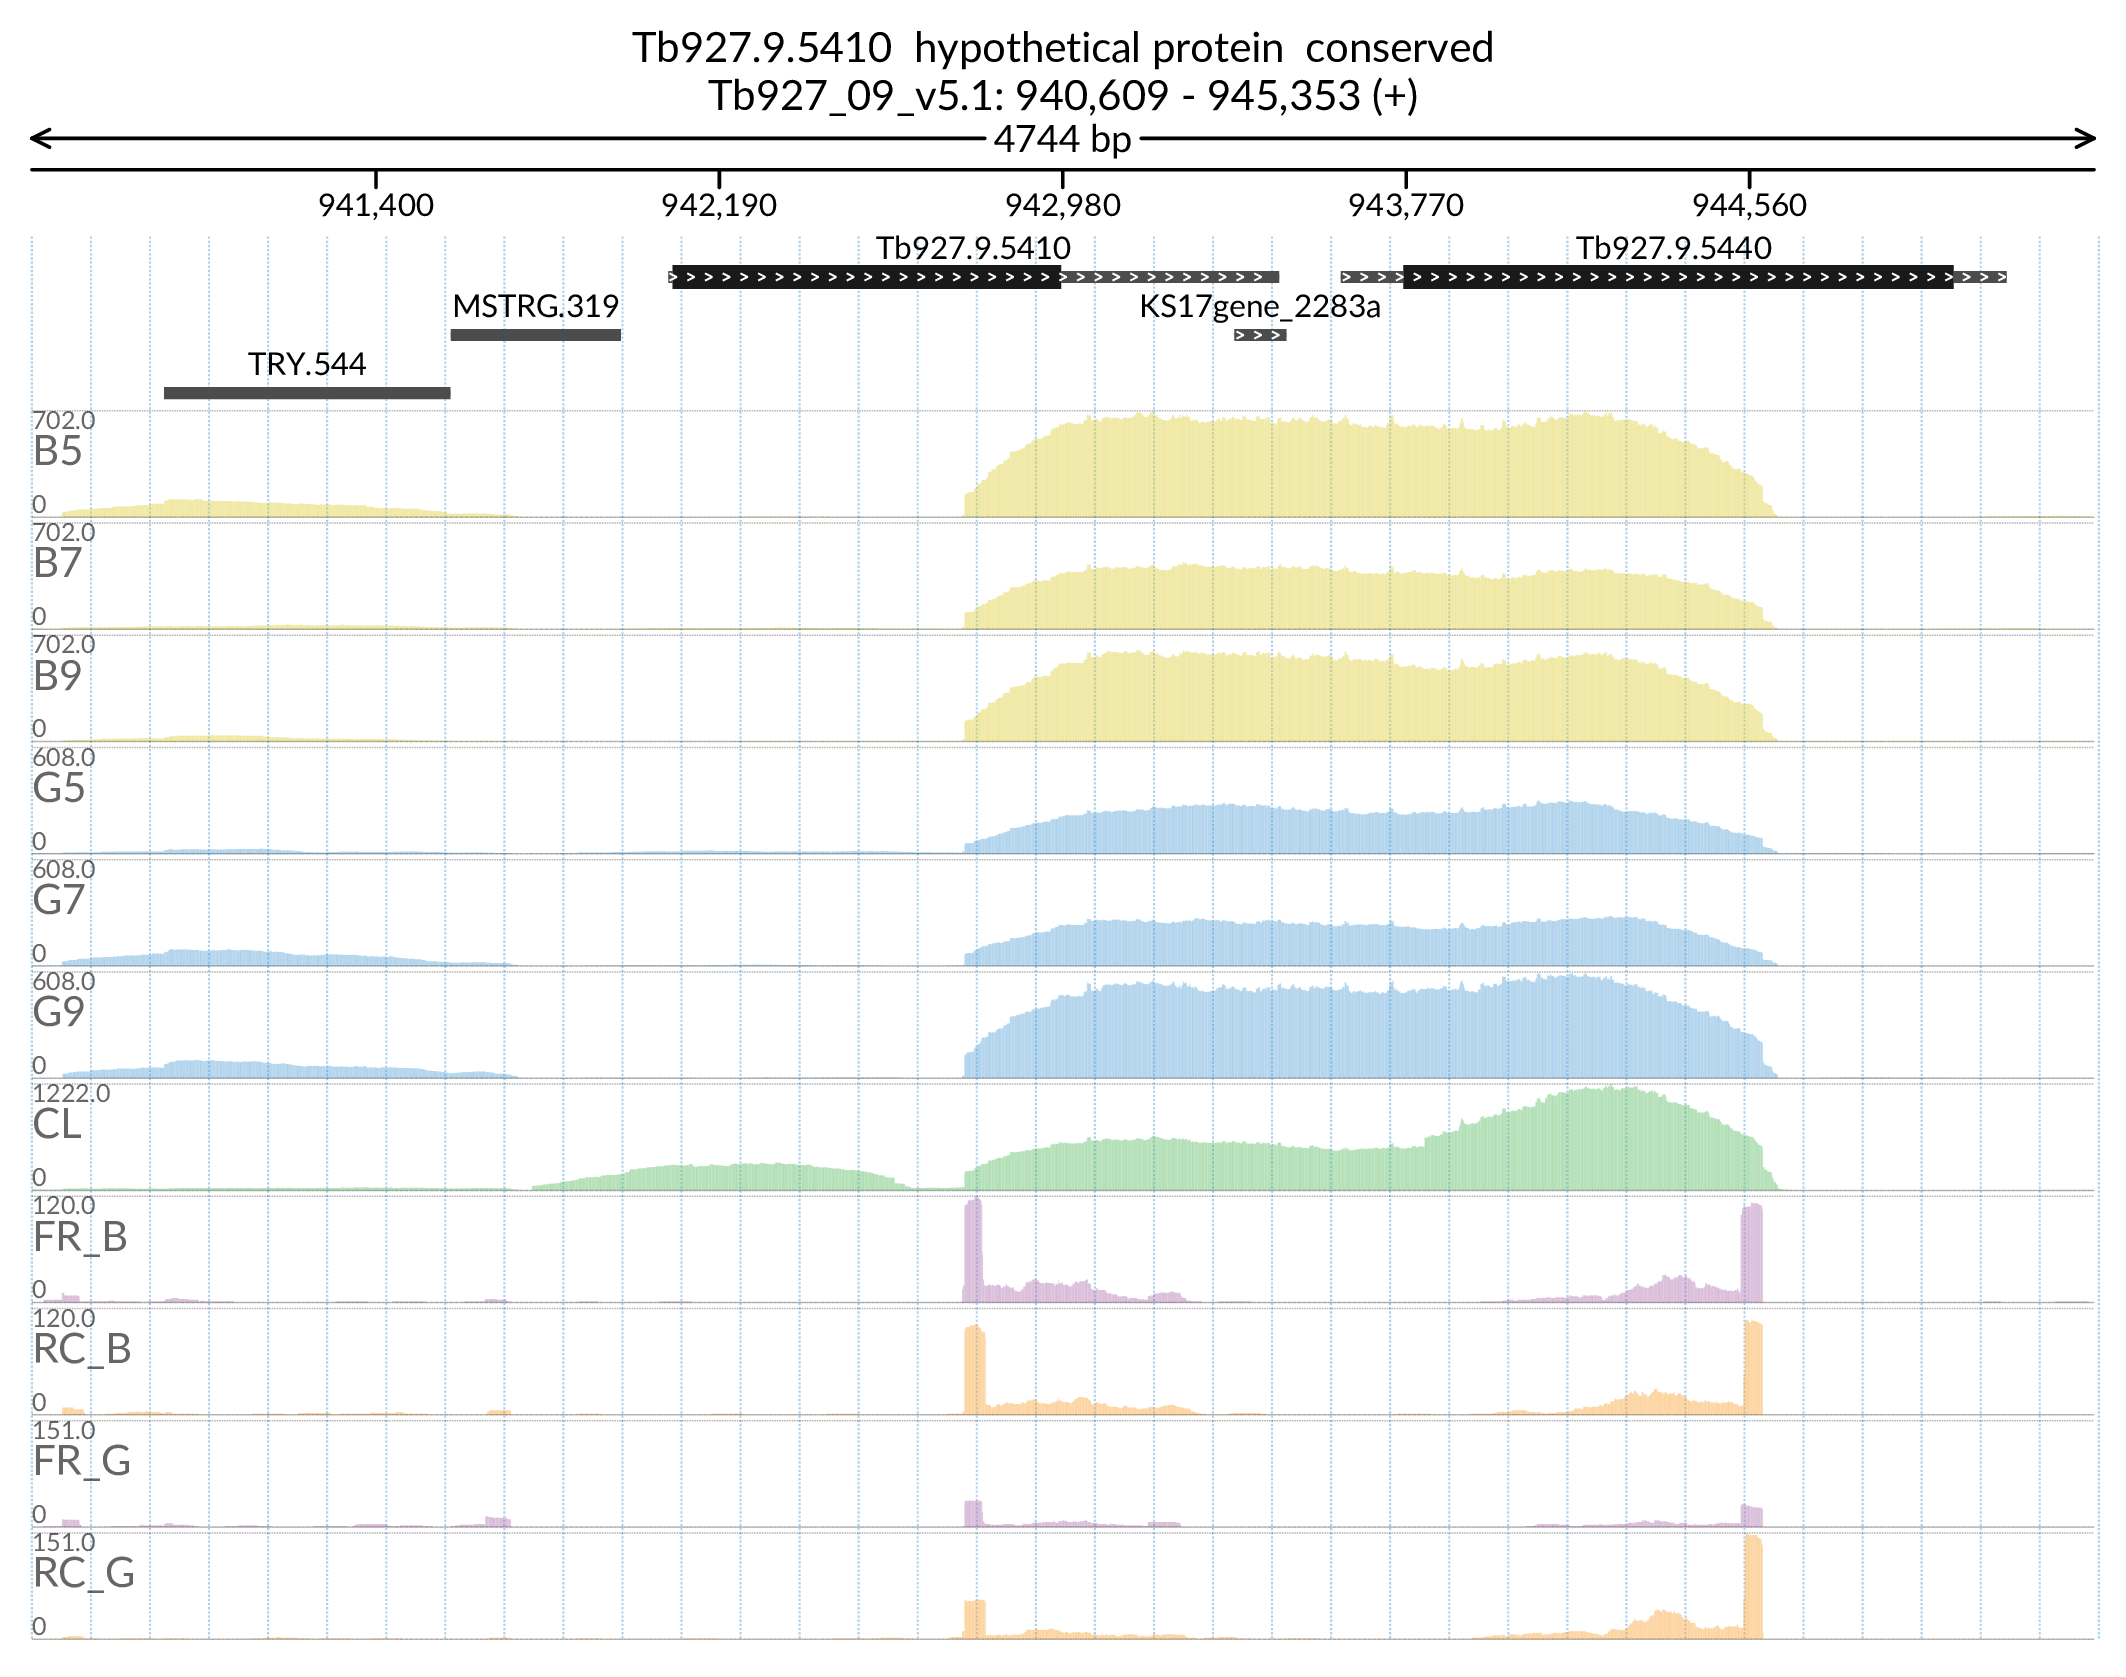 Tb927.9.5410  hypothetical protein  conserved
Tb927_09_v5.1: 940,609 - 945,353 (+)
4744 bp
941,400 942,190 942,980 943,770 944,560
Tb927.9.5410 Tb927.9.5440
MSTRG.319 KS17gene_2283a
TRY.544
702.0
B5
0
702.0
B7
0
702.0
B9
0
608.0
G5
0
608.0
G7
0
608.0
G9
0
1222.0
CL
0
120.0
FR_B
0
120.0
RC_B
0
151.0
FR_G
0
151.0
RC_G
0